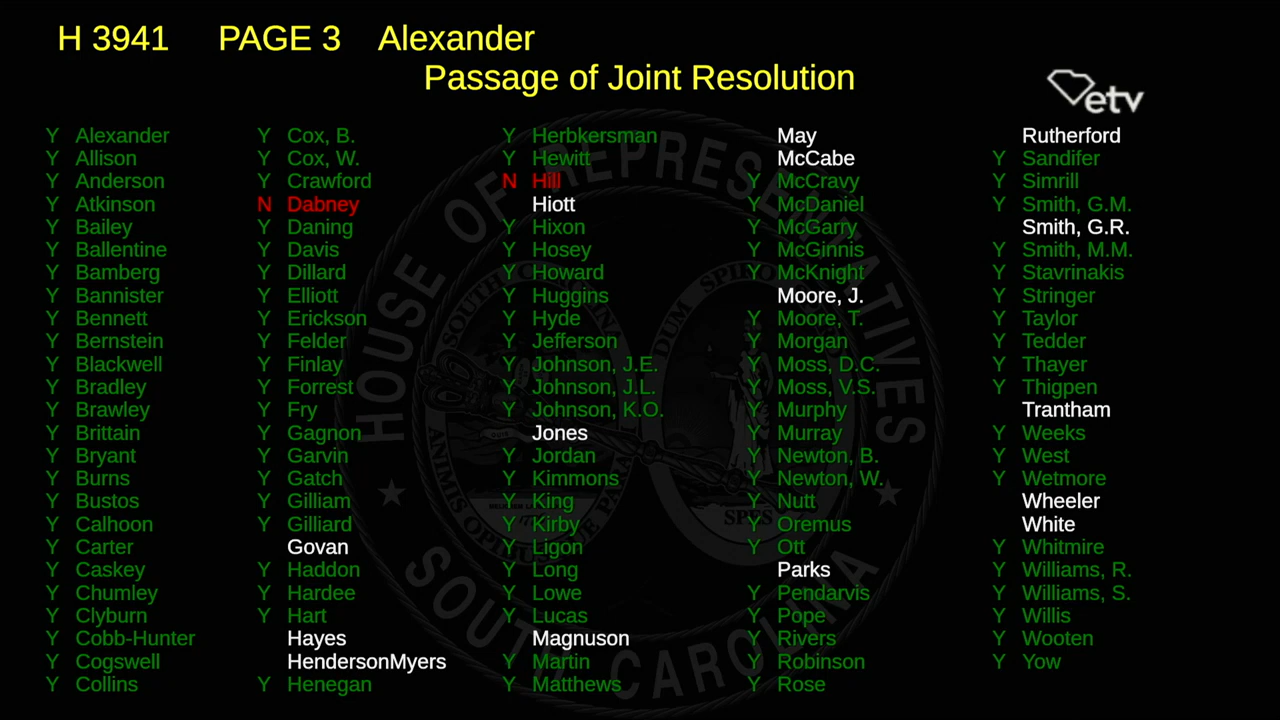 H 3941 PAGE 3 Alexander
Passage of Joint Resolution
etv
Y Alexander
Y Allison
Y Anderson
Y Atkinson
Y Bailey
Y Ballentine
Y Bamberg
Y Bannister
Y Bennett
Y Bernstein
Y Blackwell
Y Bradley
Y Brawley
Y Brittain
Y Bryant
Y Burns
Y Bustos
Y Calhoon
Y Carter
Y Caskey
Y Chumley
Y Clyburn
Y Cobb-Hunter
Y Cogswell
Y Collins
Y Cox, B.
Y Cox, W.
Y Crawford
N Dabney
Y Daning
Y Davis
Y Dillard
Y Elliott
Y Erickson
Y Felder
Y Finlay
Y Forrest
Y Fry
Y Gagnon
Y Garvin
Y Gatch
Y Gilliam
Y Gilliard
Govan
Y Haddon
Y Hardee
Y Hart
Hayes
HendersonMyers
Y Henegan
Y Herbkersman
Y Hewitt
N Hill
Hiott
Y Hixon
Y Hosey
Y Howard
Y Huggins
Y Hyde
Y Jefferson
Y Johnson, J.E.
Y Johnson, J.L.
Y Johnson, K.O.
Jones
Y Jordan
Y Kimmons
Y King
Y Kirby
Y Ligon
Y Long
Y Lowe
Y Lucas
Magnuson
Y Martin
Y Matthews
May
McCabe
Y McCravy
Y McDaniel
Y McGarry
Y McGinnis
Y McKnight
Moore, J.
Y Moore, T.
Y Morgan
Y Moss, D.C.
Y Moss, V.S.
Y Murphy
Y Murray
Y Newton, B.
Y Newton, W.
Y Nutt
Y Oremus
Y Ott
Parks
Y Pendarvis
Y Pope
Y Rivers
Y Robinson
Y Rose
Rutherford
Y Sandifer
Y Simrill
Y Smith, G.M.
Smith, G.R.
Y Smith, M.M.
Y Stavrinakis
Y Stringer
Y Taylor
Y Tedder
Y Thayer
Y Thigpen
Trantham
Y Weeks
Y West
Y Wetmore
Wheeler
White
Y Whitmire
Y Williams, R.
Y Williams, S.
Y Willis
Y Wooten
Y Yow
HOUSE OF REPRESENTATIVES
SOUTH CAROLINA
SPES